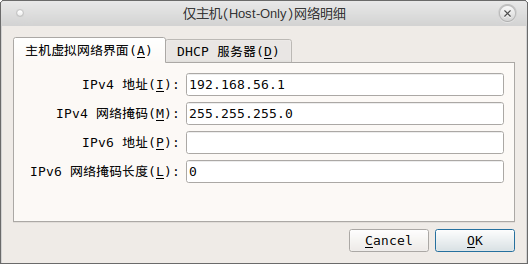 仅主机(Host-Only)网络明细
主机虚拟网络界面(A) DHCP 服务器(D)
IPv4 地址(I): 192.168.56.1
IPv4 网络掩码(M): 255.255.255.0
IPv6 地址(P):
IPv6 网络掩码长度(L): 0
Cancel OK